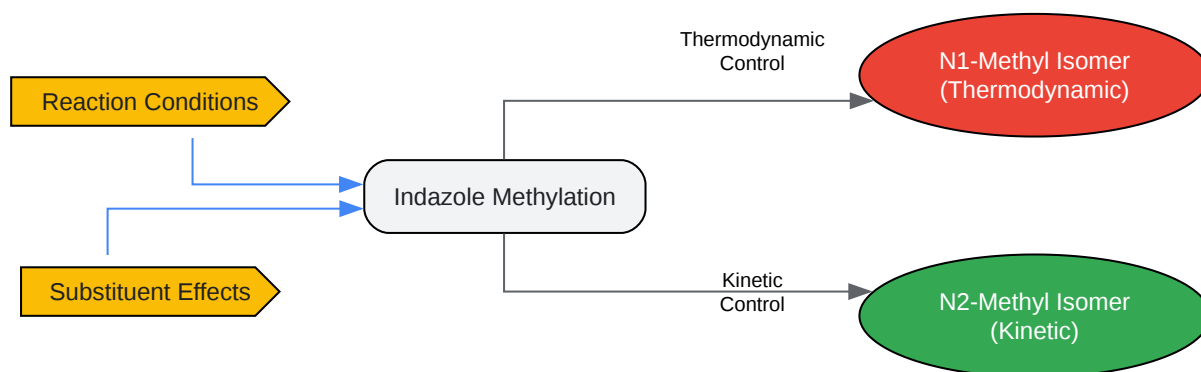 Thermodynamic
Control
N1-Methyl Isomer
(Thermodynamic)
Reaction Conditions
Indazole Methylation
Substituent Effects
Kinetic
Control
N2-Methyl Isomer
(Kinetic)